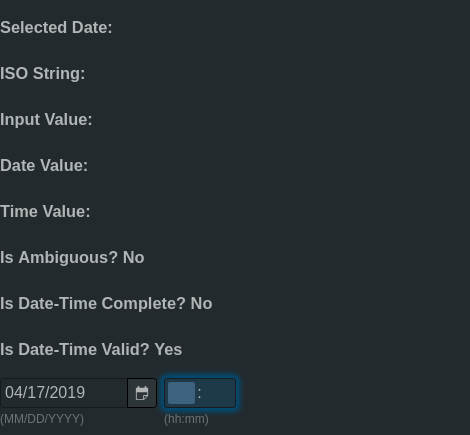 Selected Date:
ISO String:
Input Value:
Date Value:
Time Value:
Is Ambiguous? No
Is Date-Time Complete? No
Is Date-Time Valid? Yes
04/17/2019 :
(MM/DD/YYYY) (hh:mm)